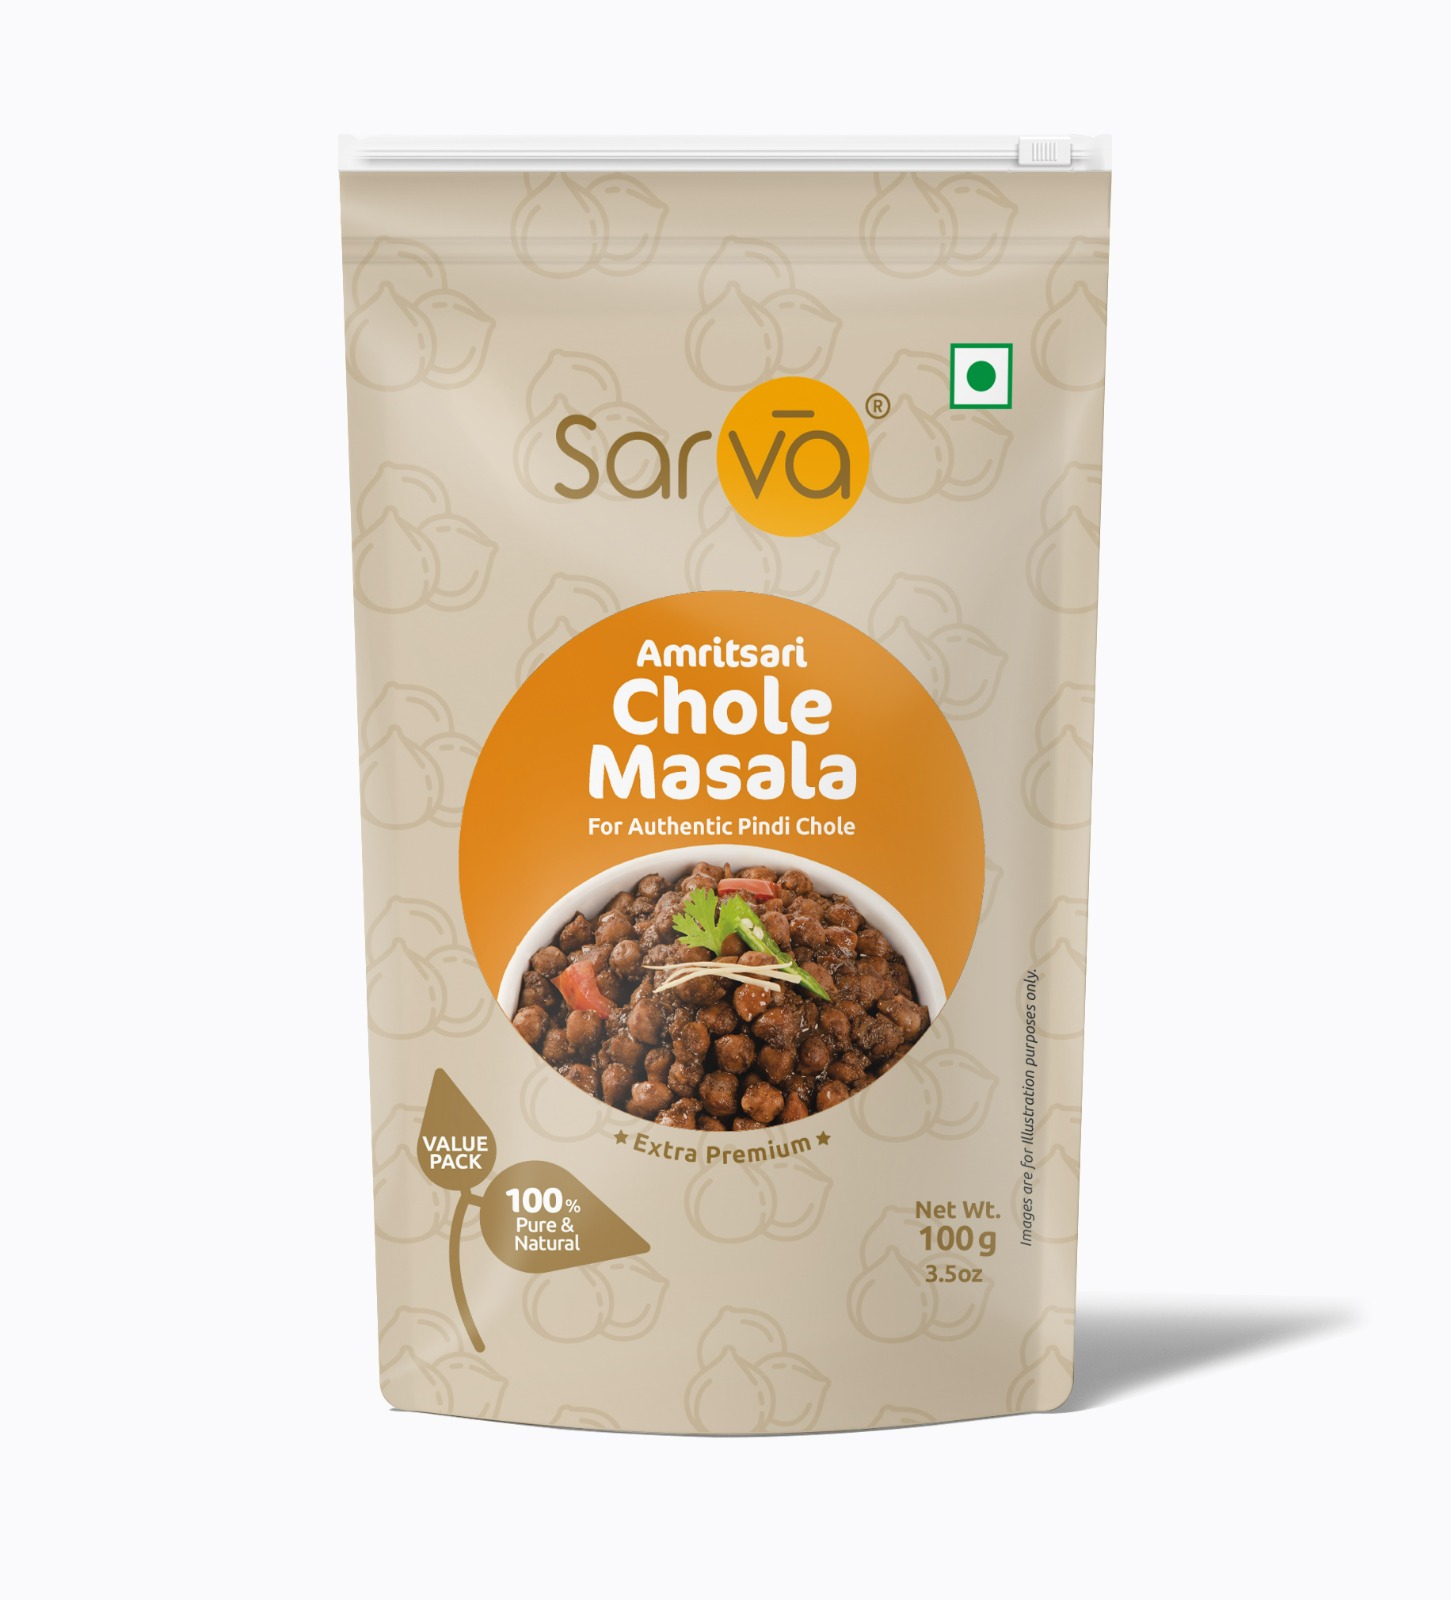 Sarvā®
Amritsari
Chole
Masala
For Authentic Pindi Chole
Extra Premium
VALUE
PACK
100%
Pure &
Natural
Net Wt.
100 g
3.5oz
Images are for Illustration purposes only.